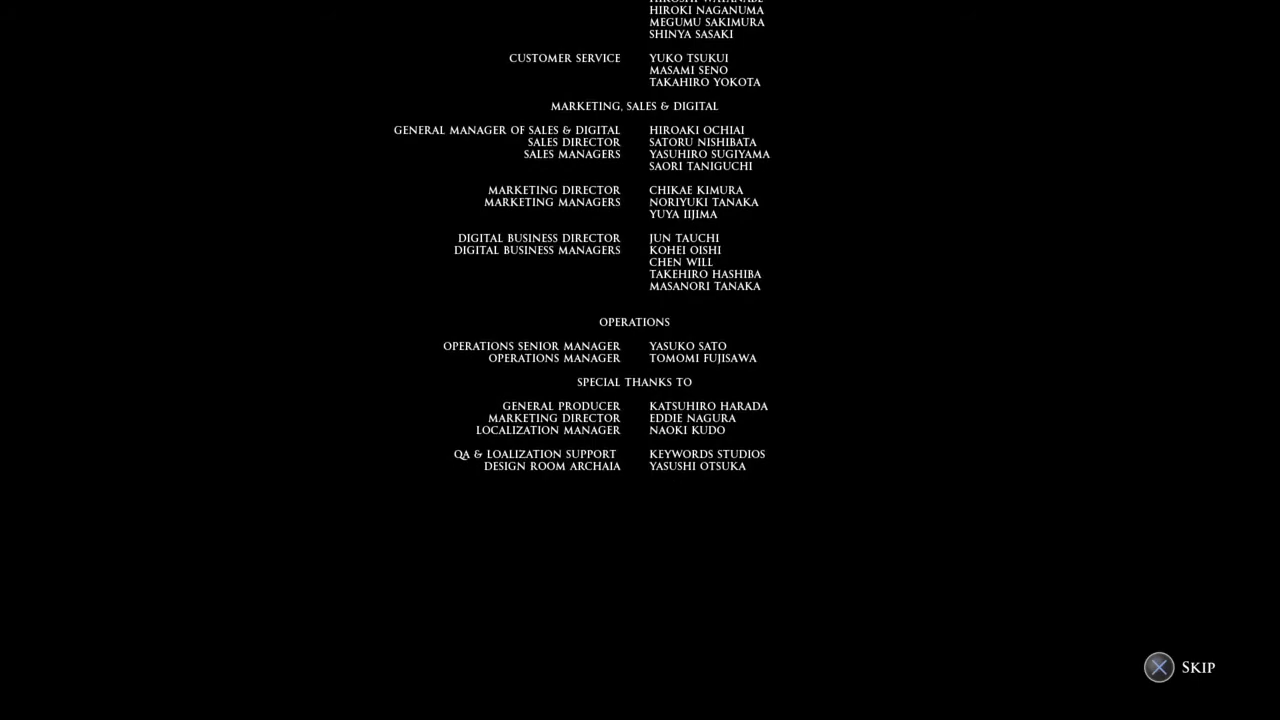 HIROSHI WATANABE
HIROKI NAGANUMA
MEGUMU SAKIMURA
SHINYA SASAKI
CUSTOMER SERVICE YUKO TSUKUI
MASAMI SENO
TAKAHIRO YOKOTA
MARKETING, SALES & DIGITAL
GENERAL MANAGER OF SALES & DIGITAL HIROAKI OCHIAI
SALES DIRECTOR SATORU NISHIBATA
SALES MANAGERS YASUHIRO SUGIYAMA
SAORI TANIGUCHI
MARKETING DIRECTOR CHIKAE KIMURA
MARKETING MANAGERS NORIYUKI TANAKA
YUYA IIJIMA
DIGITAL BUSINESS DIRECTOR JUN TAUCHI
DIGITAL BUSINESS MANAGERS KOHEI OISHI
CHEN WILL
TAKEHIRO HASHIBA
MASANORI TANAKA
OPERATIONS
OPERATIONS SENIOR MANAGER YASUKO SATO
OPERATIONS MANAGER TOMOMI FUJISAWA
SPECIAL THANKS TO
GENERAL PRODUCER KATSUHIRO HARADA
MARKETING DIRECTOR EDDIE NAGURA
LOCALIZATION MANAGER NAOKI KUDO
QA & LOALIZATION SUPPORT KEYWORDS STUDIOS
DESIGN ROOM ARCHAIA YASUSHI OTSUKA
SKIP